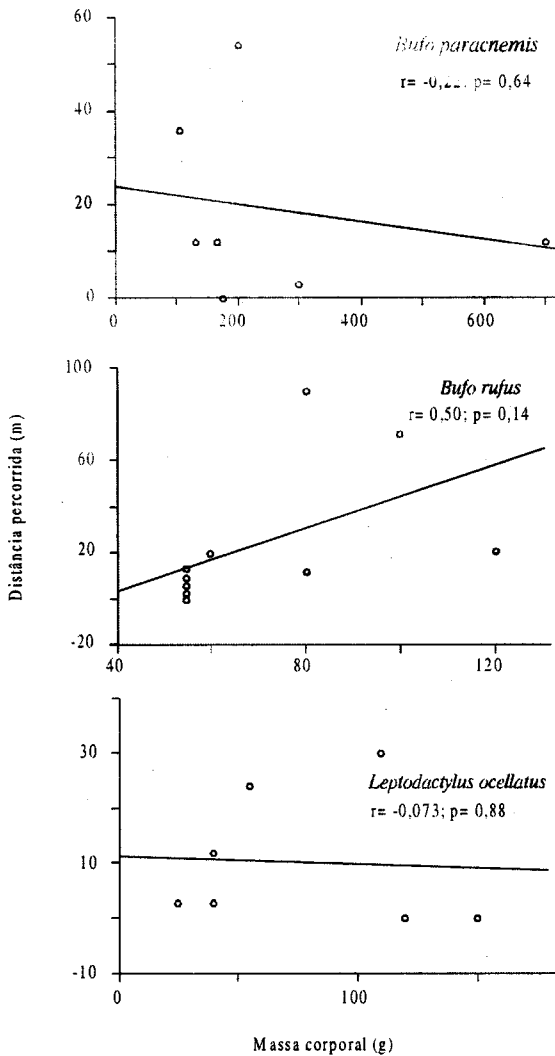 60
Bufo paracnemis
p= 0,64
40
20
0
0
200
400
600
100
Bufo rufus
r= 0,50; p= 0,14
60
20
-20
40
80
120
30
Leptodactylus ocellatus
r= -0,073; p= 0,88
10
-10
0
100
Distância percorrida (m)
Massa corporal (g)